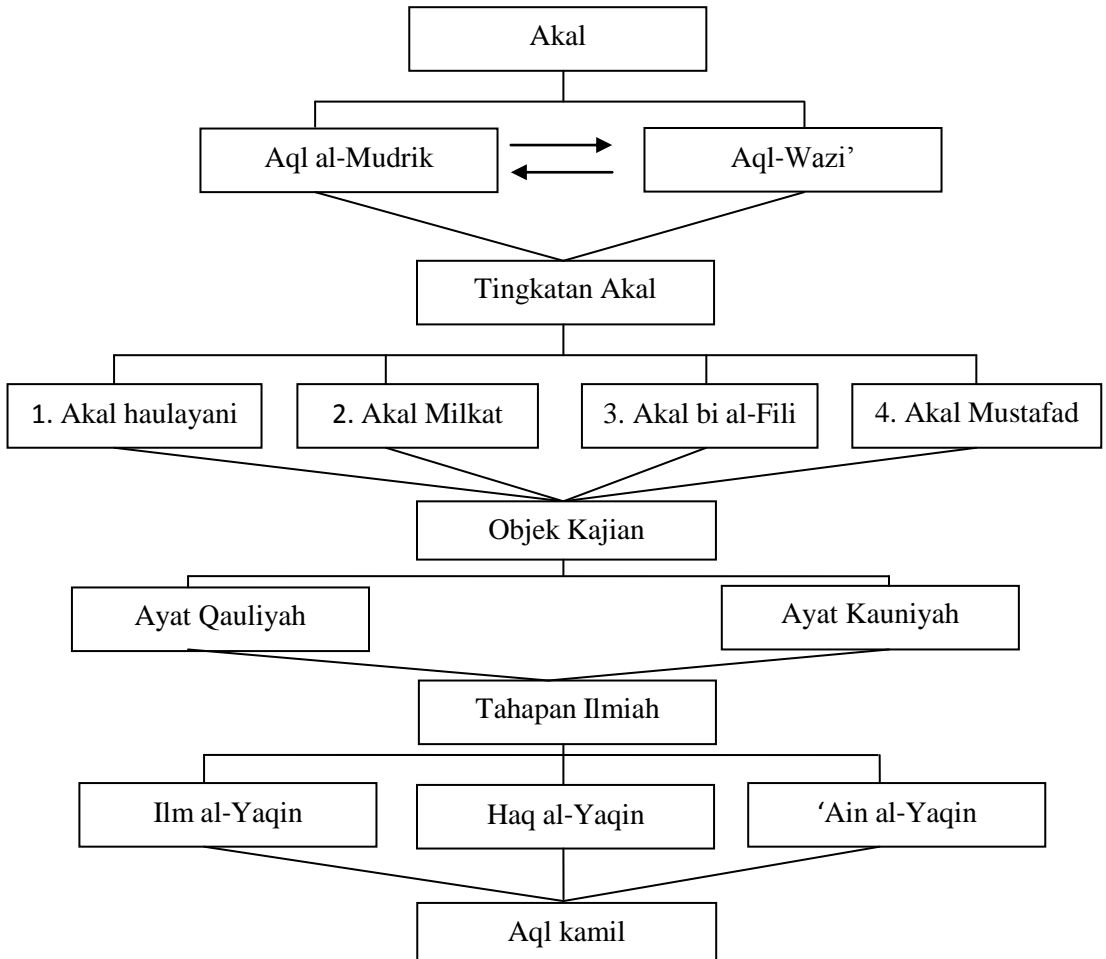 Akal
Aql al-Mudrik
Aql-Wazi’
Tingkatan Akal
1. Akal haulayani
2. Akal Milkat
3. Akal bi al-Fili
4. Akal Mustafad
Objek Kajian
Ayat Qauliyah
Ayat Kauniyah
Tahapan Ilmiah
Ilm al-Yaqin
Haq al-Yaqin
‘Ain al-Yaqin
Aql kamil